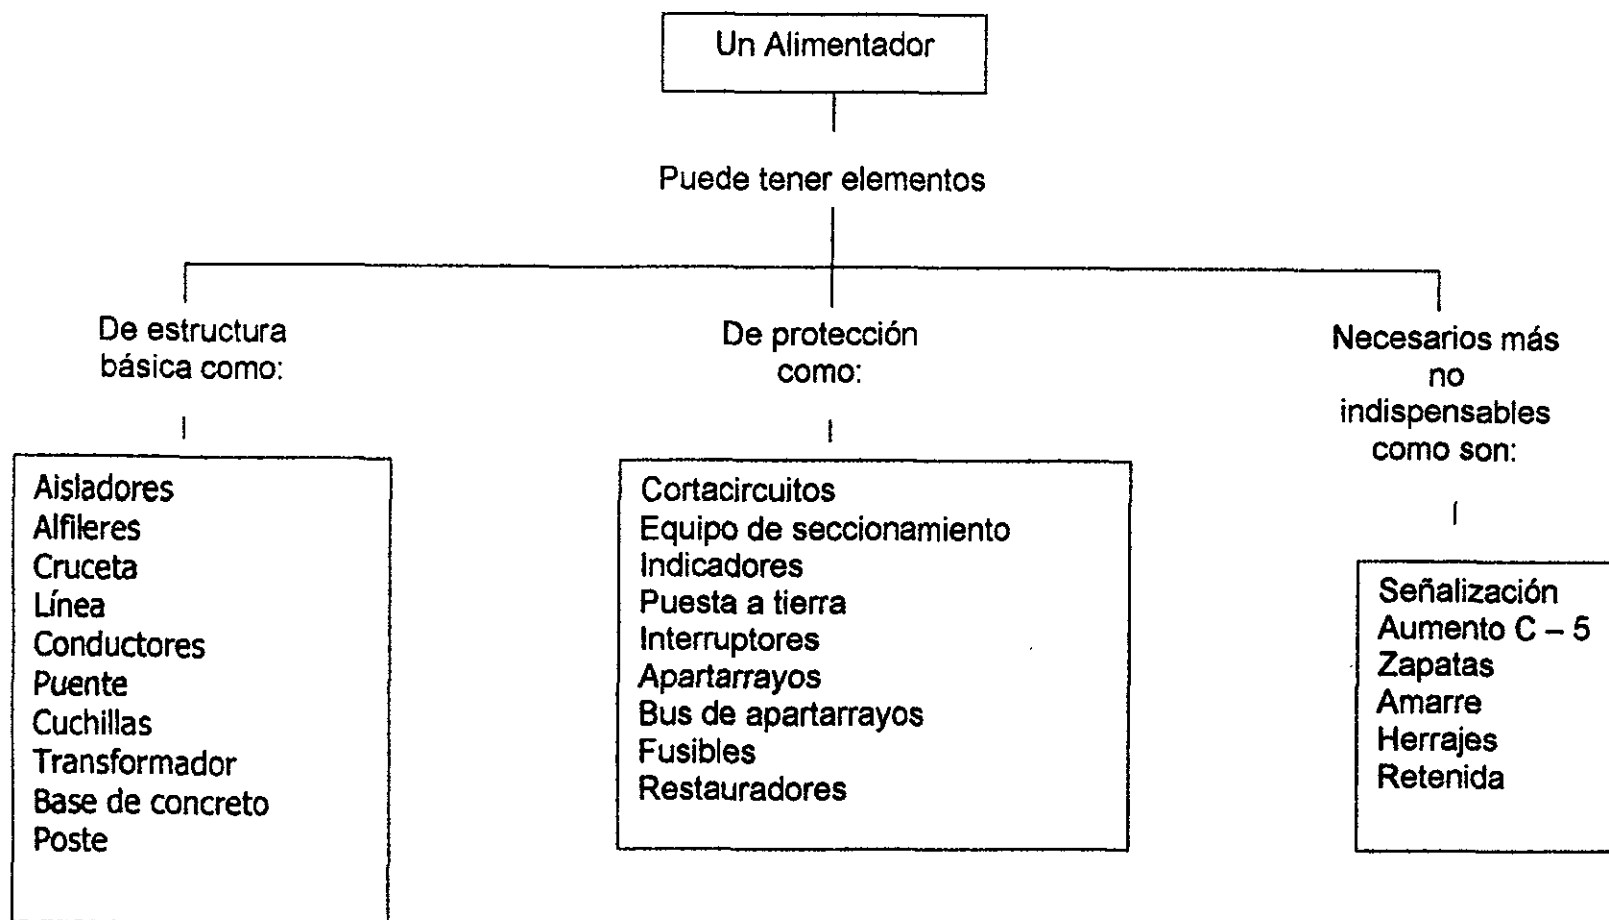 Un Alimentador
Puede tener elementos
De estructura
básica como:
Aisladores
Alfileres
Cruceta
Línea
Conductores
Puente
Cuchillas
Transformador
Base de concreto
Poste
De protección
como:
Cortacircuitos
Equipo de seccionamiento
Indicadores
Puesta a tierra
Interruptores
Apartarrayos
Bus de apartarrayos
Fusibles
Restauradores
Necesarios más
no
indispensables
como son:
Señalización
Aumento C – 5
Zapatas
Amarre
Herrajes
Retenida